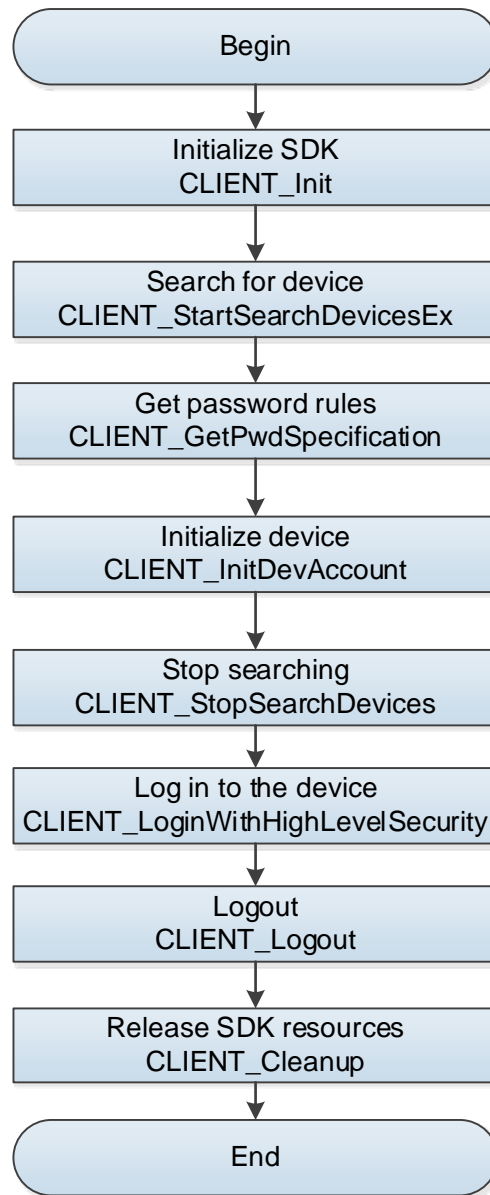 Begin
Initialize SDK
CLIENT_Init
Search for device
CLIENT_StartSearchDevicesEx
Get password rules
CLIENT_GetPwdSpecification
Initialize device
CLIENT_InitDevAccount
Stop searching
CLIENT_StopSearchDevices
Log in to the device
CLIENT_LoginWithHighLevelSecurity
Logout
CLIENT_Logout
Release SDK resources
CLIENT_Cleanup
End